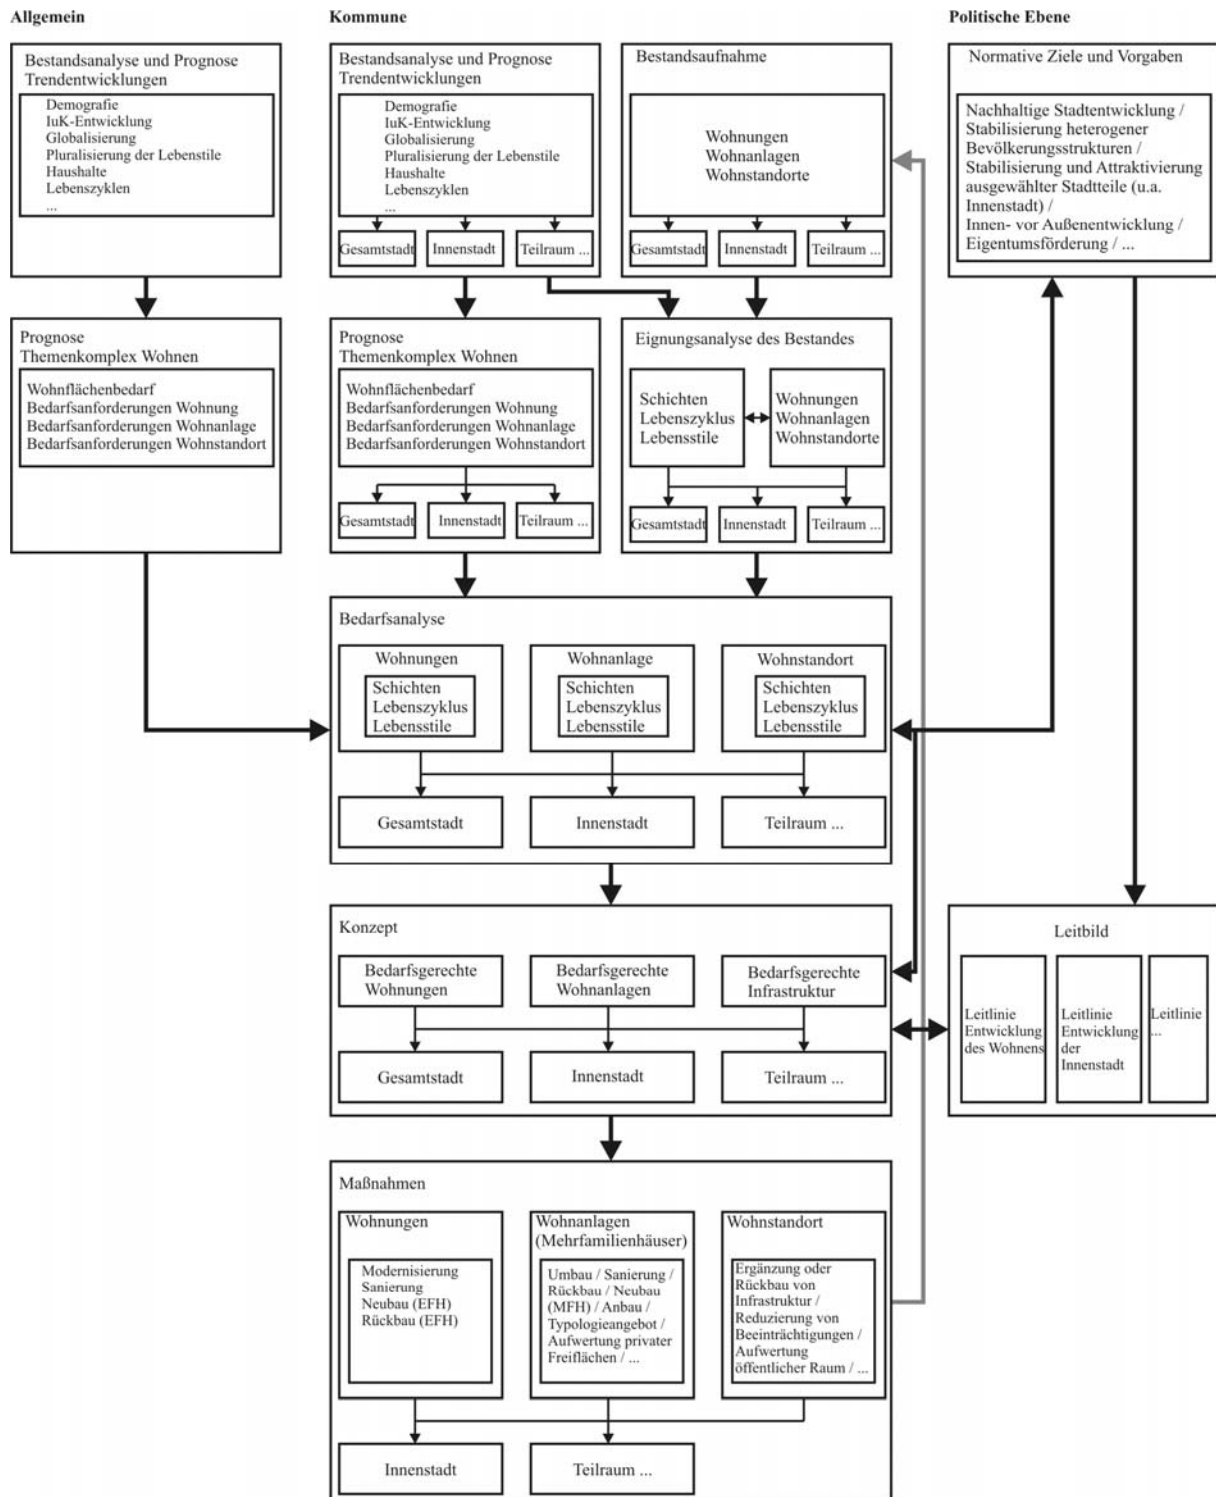 Allgemein
Kommune
Politische Ebene
Bestandsanalyse und Prognose
Trendentwicklungen
Demografie
IuK-Entwicklung
Globalisierung
Pluralisierung der Lebenstile
Haushalte
Lebenszyklen
...
Bestandsanalyse und Prognose
Trendentwicklungen
Demografie
IuK-Entwicklung
Globalisierung
Pluralisierung der Lebenstile
Haushalte
Lebenszyklen
...
Gesamtstadt
Innenstadt
Teilraum ...
Bestandsaufnahme
Wohnungen
Wohnanlagen
Wohnstandorte
Gesamtstadt
Innenstadt
Teilraum ...
Normative Ziele und Vorgaben
Nachhaltige Stadtentwicklung /
Stabilisierung heterogener
Bevölkerungsstrukturen /
Stabilisierung und Attraktivierung
ausgewählter Stadtteile (u.a.
Innenstadt) /
Innen- vor Außenentwicklung /
Eigentumsförderung / ...
Prognose
Themenkomplex Wohnen
Wohnflächenbedarf
Bedarfsanforderungen Wohnung
Bedarfsanforderungen Wohnanlage
Bedarfsanforderungen Wohnstandort
Prognose
Themenkomplex Wohnen
Wohnflächenbedarf
Bedarfsanforderungen Wohnung
Bedarfsanforderungen Wohnanlage
Bedarfsanforderungen Wohnstandort
Gesamtstadt
Innenstadt
Teilraum ...
Eignungsanalyse des Bestandes
Schichten
Lebenszyklus
Lebensstile
Wohnungen
Wohnanlagen
Wohnstandorte
Gesamtstadt
Innenstadt
Teilraum ...
Bedarfsanalyse
Wohnungen
Schichten
Lebenszyklus
Lebensstile
Wohnanlage
Schichten
Lebenszyklus
Lebensstile
Wohnstandort
Schichten
Lebenszyklus
Lebensstile
Gesamtstadt
Innenstadt
Teilraum ...
Konzept
Bedarfsgerechte
Wohnungen
Bedarfsgerechte
Wohnanlagen
Bedarfsgerechte
Infrastruktur
Gesamtstadt
Innenstadt
Teilraum ...
Leitbild
Leitlinie
Entwicklung
des Wohnens
Leitlinie
Entwicklung
der
Innenstadt
Leitlinie
...
Maßnahmen
Wohnungen
Modernisierung
Sanierung
Neubau (EFH)
Rückbau (EFH)
Wohnanlagen
(Mehrfamilienhäuser)
Umbau / Sanierung /
Rückbau / Neubau
(MFH) / Anbau /
Typologieangebot /
Aufwertung privater
Freiflächen / ...
Wohnstandort
Ergänzung oder
Rückbau von
Infrastruktur /
Reduzierung von
Beeinträchtigungen /
Aufwertung
öffentlicher Raum / ...
Innenstadt
Teilraum ...